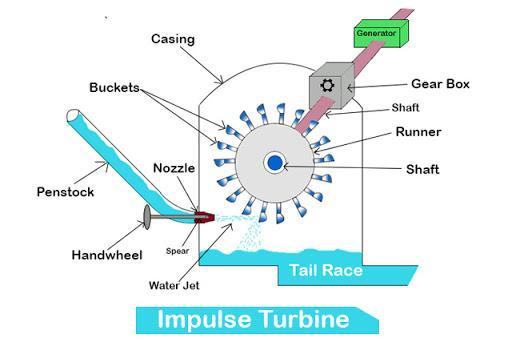 Generator
Casing
Gear Box
Buckets
Shaft
Runner
Nozzle
Shaft
Penstock
Handwheel
Spear
Tail Race
Water Jet
Impulse Turbine